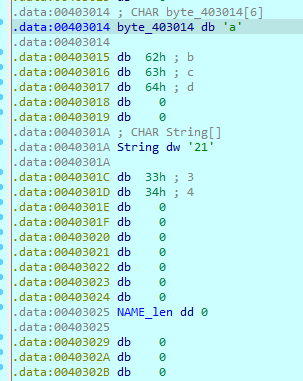 .data:00403014 ; CHAR byte_403014[6]
.data:00403014 byte_403014 db 'a'
.data:00403014
.data:00403015 db 62h ; b
.data:00403016 db 63h ; c
.data:00403017 db 64h ; d
.data:00403018 db 0
.data:00403019 db 0
.data:0040301A ; CHAR String[]
.data:0040301A String dw '21'
.data:0040301A
.data:0040301C db 33h ; 3
.data:0040301D db 34h ; 4
.data:0040301E db 0
.data:0040301F db 0
.data:00403020 db 0
.data:00403021 db 0
.data:00403022 db 0
.data:00403023 db 0
.data:00403024 db 0
.data:00403025 NAME_len dd 0
.data:00403025
.data:00403029 db 0
.data:0040302A db 0
.data:0040302B db 0